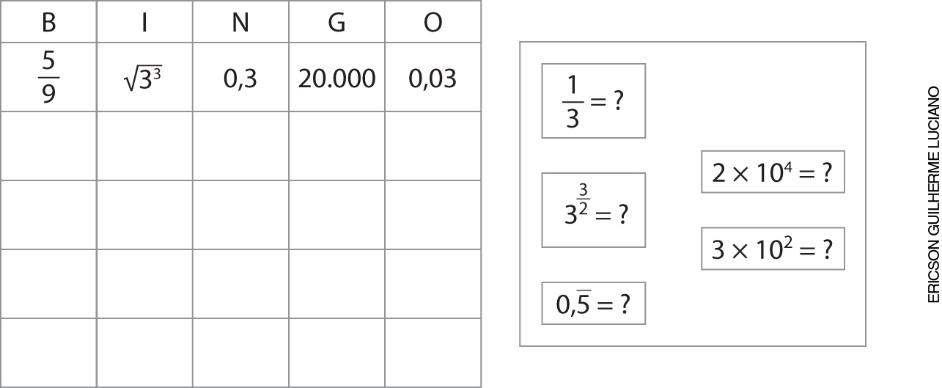 B I N G O
5/9 √3³ 0,3 20.000 0,03
1/3 = ?
2 × 10⁴ = ?
3^(3/2) = ?
3 × 10² = ?
0,5̅ = ?
ERICSON GUILHERME LUCIANO